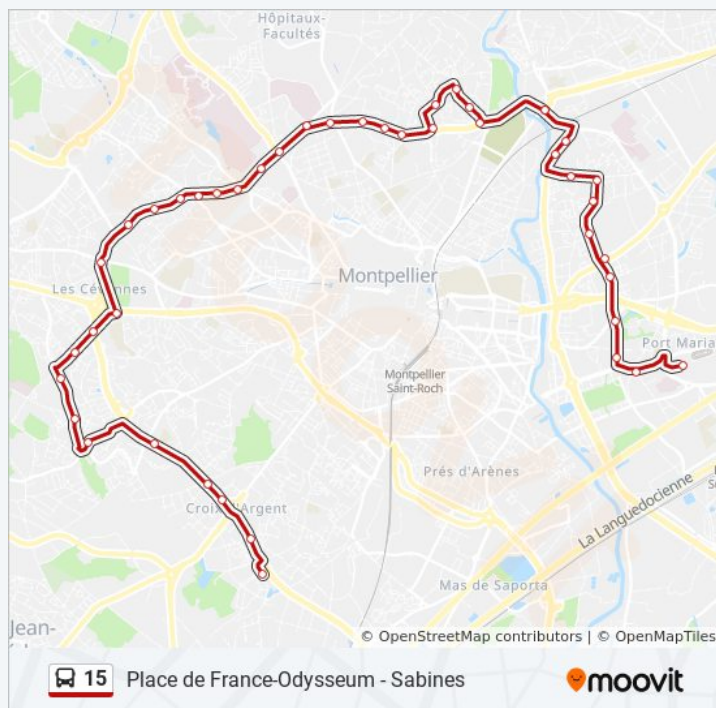 Hôpitaux-
Facultés
Les Cévennes
Montpellier
Port Maria
Montpellier
Saint-Roch
Prés d'Arènes
Croix d'Argent
La Languedocienne
Mas de Saporta
Jean-
© OpenStreetMap contributors | © OpenMapTiles
15 Place de France-Odysseum - Sabines
moovit